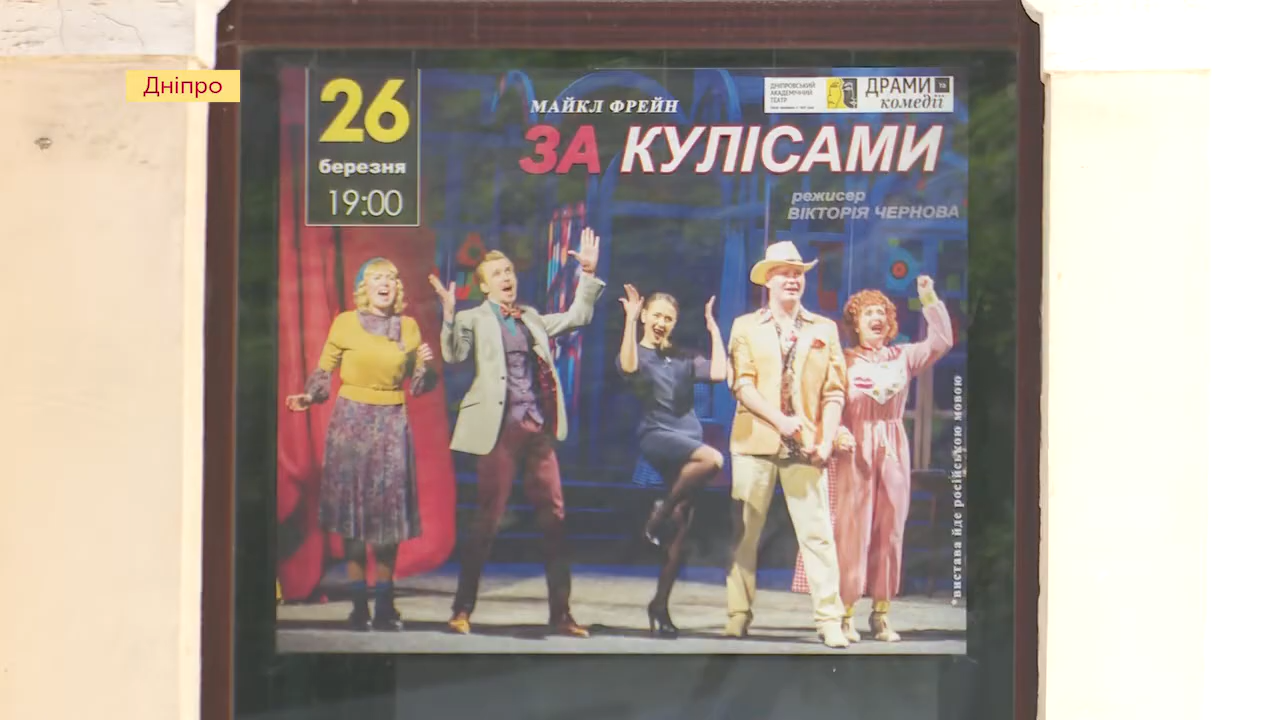 Дніпро
26
березня
19:00
МАЙКЛ ФРЕЙН
ЗА КУЛІСАМИ
режисер
ВІКТОРІЯ ЧЕРНОВА
ДНІПРОВСЬКИЙ
АКАДЕМІЧНИЙ
ТЕАТР
ДРАМИ та
комедії
*вистава йде російською мовою